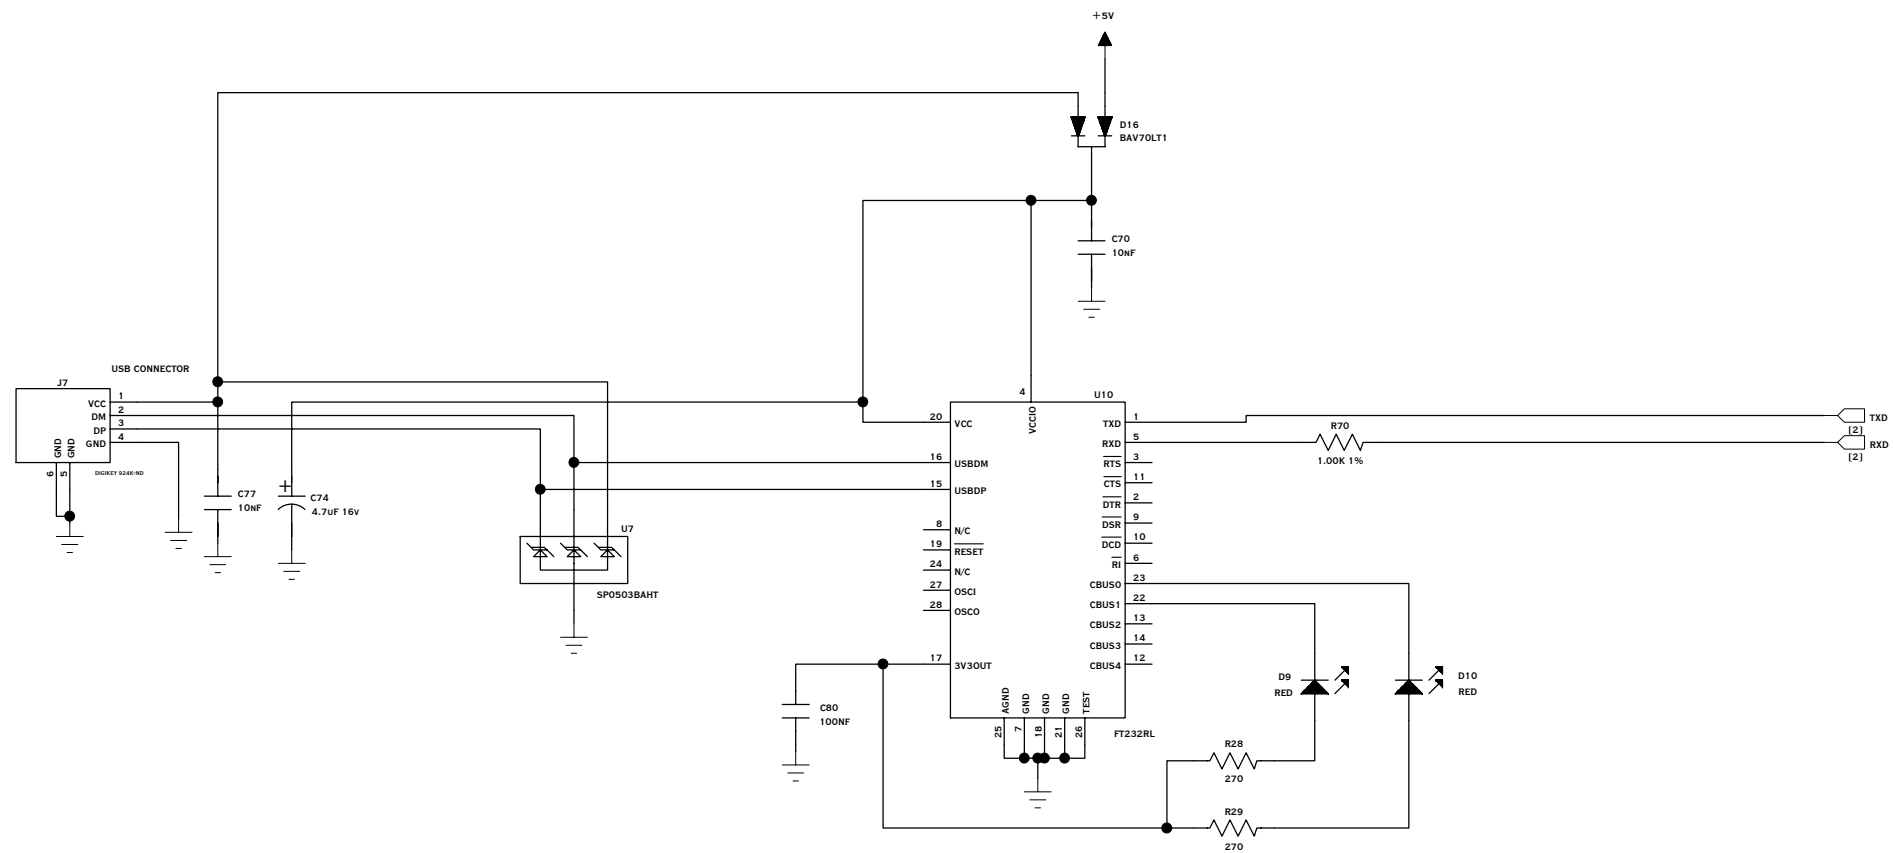 +5V
D16
BAV70LT1
C70
10NF
USB CONNECTOR
J7
VCC 1
DM 2
DP 3
GND 4
GND
GND
6
5
DIGIKEY 924K-ND
C77
10NF
+
C74
4.7UF 16V
U7
SP0503BAHT
4
U10
VCCIO
20 VCC
16 USBDM
15 USBDP
8 N/C
19 RESET
24 N/C
27 OSCI
28 OSCO
17 3V3OUT
TXD 1
RXD 5
RTS 3
CTS 11
DTR 2
DSR 9
DCD 10
RI 6
CBUS0 23
CBUS1 22
CBUS2 13
CBUS3 14
CBUS4 12
AGND
GND
GND
GND
TEST
25
7
18
21
26
FT232RL
R70
1.00K 1%
TXD
[2]
RXD
[2]
C80
100NF
D9
RED
D10
RED
R28
270
R29
270